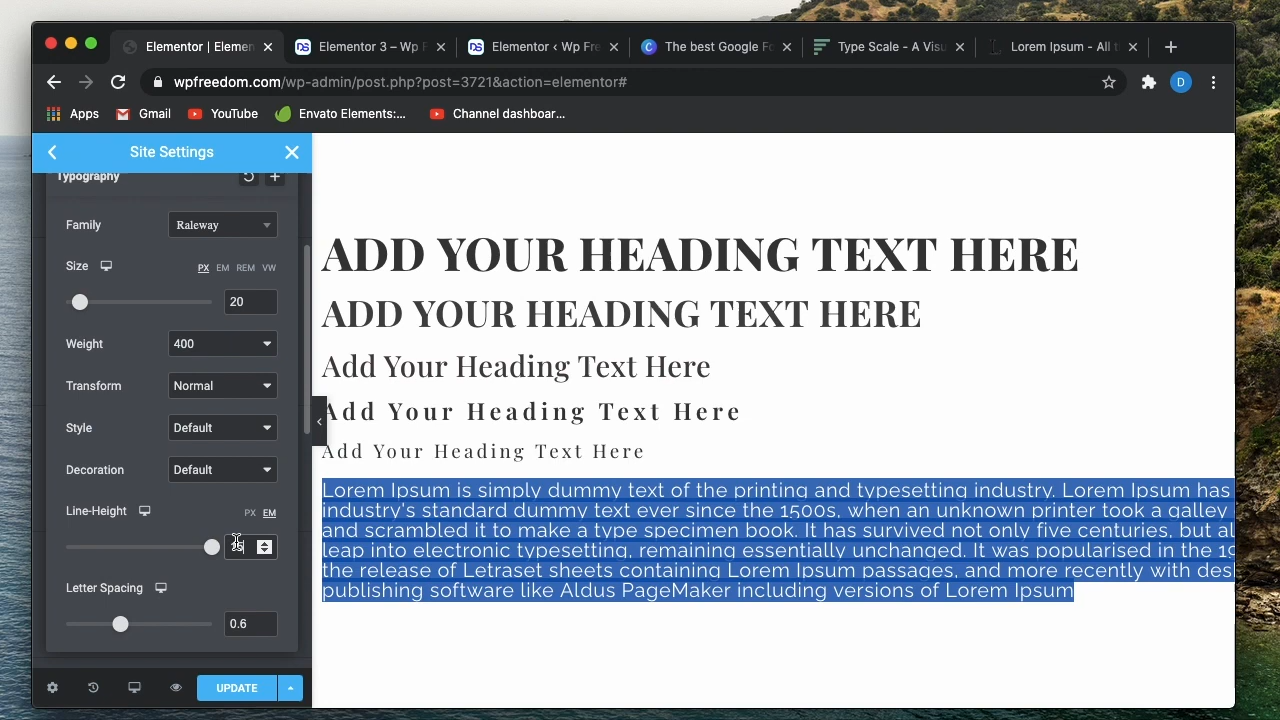 Elementor | Elemen
Elementor 3 – Wp F
Elementor ‹ Wp Fre
The best Google Fo
Type Scale - A Visu
Lorem Ipsum - All t
wpfreedom.com/wp-admin/post.php?post=3721&action=elementor#
D
Apps
Gmail
YouTube
Envato Elements:...
Channel dashboar...
Site Settings
Typography
Family
Raleway
Size
PX EM REM VW
20
Weight
400
Transform
Normal
Style
Default
Decoration
Default
Line-Height
PX EM
Letter Spacing
0.6
UPDATE
ADD YOUR HEADING TEXT HERE
ADD YOUR HEADING TEXT HERE
Add Your Heading Text Here
Add Your Heading Text Here
Add Your Heading Text Here
Lorem Ipsum is simply dummy text of the printing and typesetting industry. Lorem Ipsum has
industry's standard dummy text ever since the 1500s, when an unknown printer took a galley
and scrambled it to make a type specimen book. It has survived not only five centuries, but al
leap into electronic typesetting, remaining essentially unchanged. It was popularised in the 19
the release of Letraset sheets containing Lorem Ipsum passages, and more recently with des
publishing software like Aldus PageMaker including versions of Lorem Ipsum